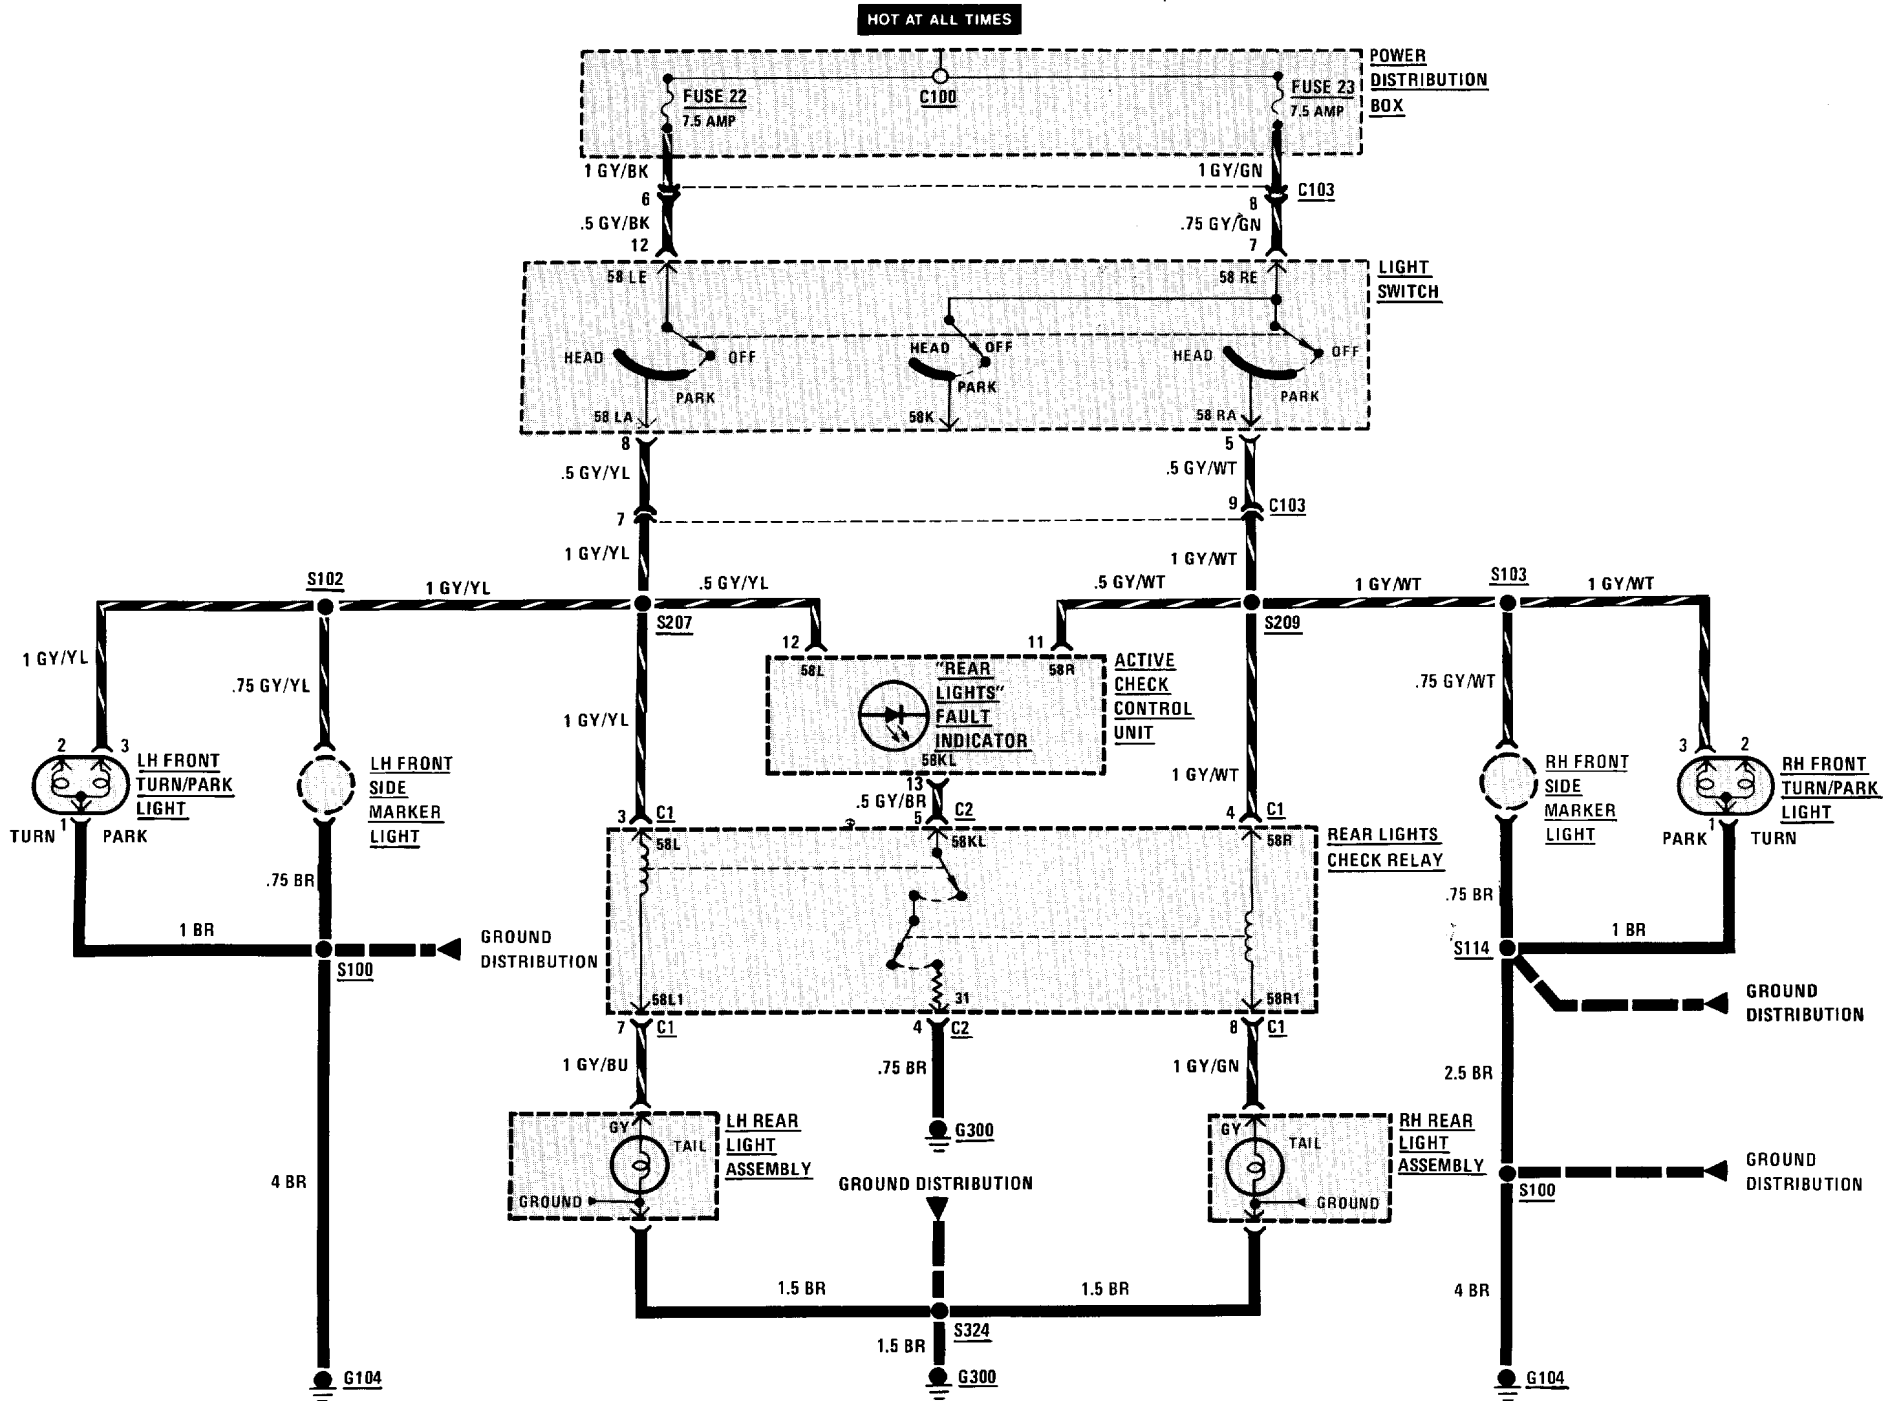 HOT AT ALL TIMES
POWER
DISTRIBUTION
BOX
FUSE 22
7.5 AMP
C100
FUSE 23
7.5 AMP
1 GY/BK
1 GY/GN
6
8
C103
.5 GY/BK
.75 GY/GN
12
7
58 LE
58 RE
LIGHT
SWITCH
HEAD
OFF
PARK
HEAD
OFF
PARK
HEAD
OFF
PARK
58 LA
58K
58 RA
8
5
.5 GY/YL
.5 GY/WT
7
9
C103
1 GY/YL
1 GY/WT
S102
1 GY/YL
.5 GY/YL
.5 GY/WT
1 GY/WT
S103
1 GY/WT
S207
S209
12
11
58L
58R
"REAR
LIGHTS"
FAULT
INDICATOR
58KL
ACTIVE
CHECK
CONTROL
UNIT
1 GY/YL
.75 GY/YL
1 GY/YL
.75 GY/WT
1 GY/WT
2
3
LH FRONT
TURN/PARK
LIGHT
1
TURN
PARK
LH FRONT
SIDE
MARKER
LIGHT
RH FRONT
SIDE
MARKER
LIGHT
3
2
RH FRONT
TURN/PARK
LIGHT
1
PARK
TURN
13
.5 GY/BR
3
C1
5
C2
4
C1
58L
58KL
58R
REAR LIGHTS
CHECK RELAY
.75 BR
.75 BR
1 BR
1 BR
S100
GROUND
DISTRIBUTION
S114
GROUND
DISTRIBUTION
58L1
31
58R1
7
C1
4
C2
8
C1
1 GY/BU
.75 BR
1 GY/GN
2.5 BR
G300
GY
TAIL
GROUND
LH REAR
LIGHT
ASSEMBLY
GROUND DISTRIBUTION
GY
TAIL
GROUND
RH REAR
LIGHT
ASSEMBLY
4 BR
S100
GROUND
DISTRIBUTION
1.5 BR
1.5 BR
4 BR
S324
1.5 BR
G104
G300
G104